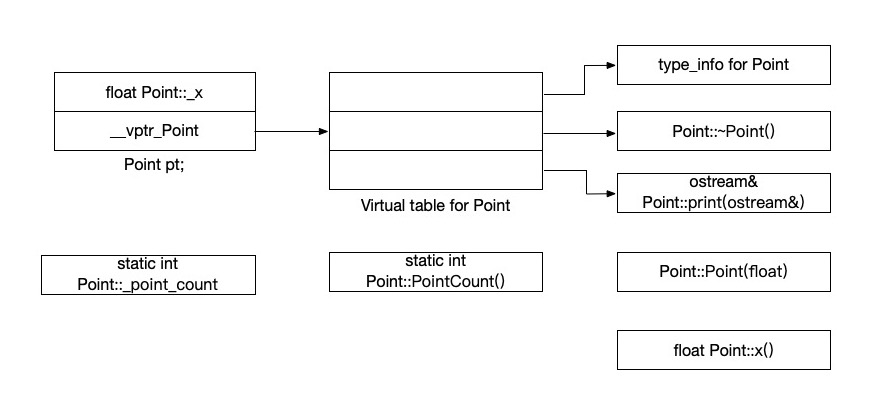 type_info for Point
float Point::_x
__vptr_Point
Point::~Point()
Point pt;
ostream&
Point::print(ostream&)
Virtual table for Point
static int
Point::_point_count
static int
Point::PointCount()
Point::Point(float)
float Point::x()